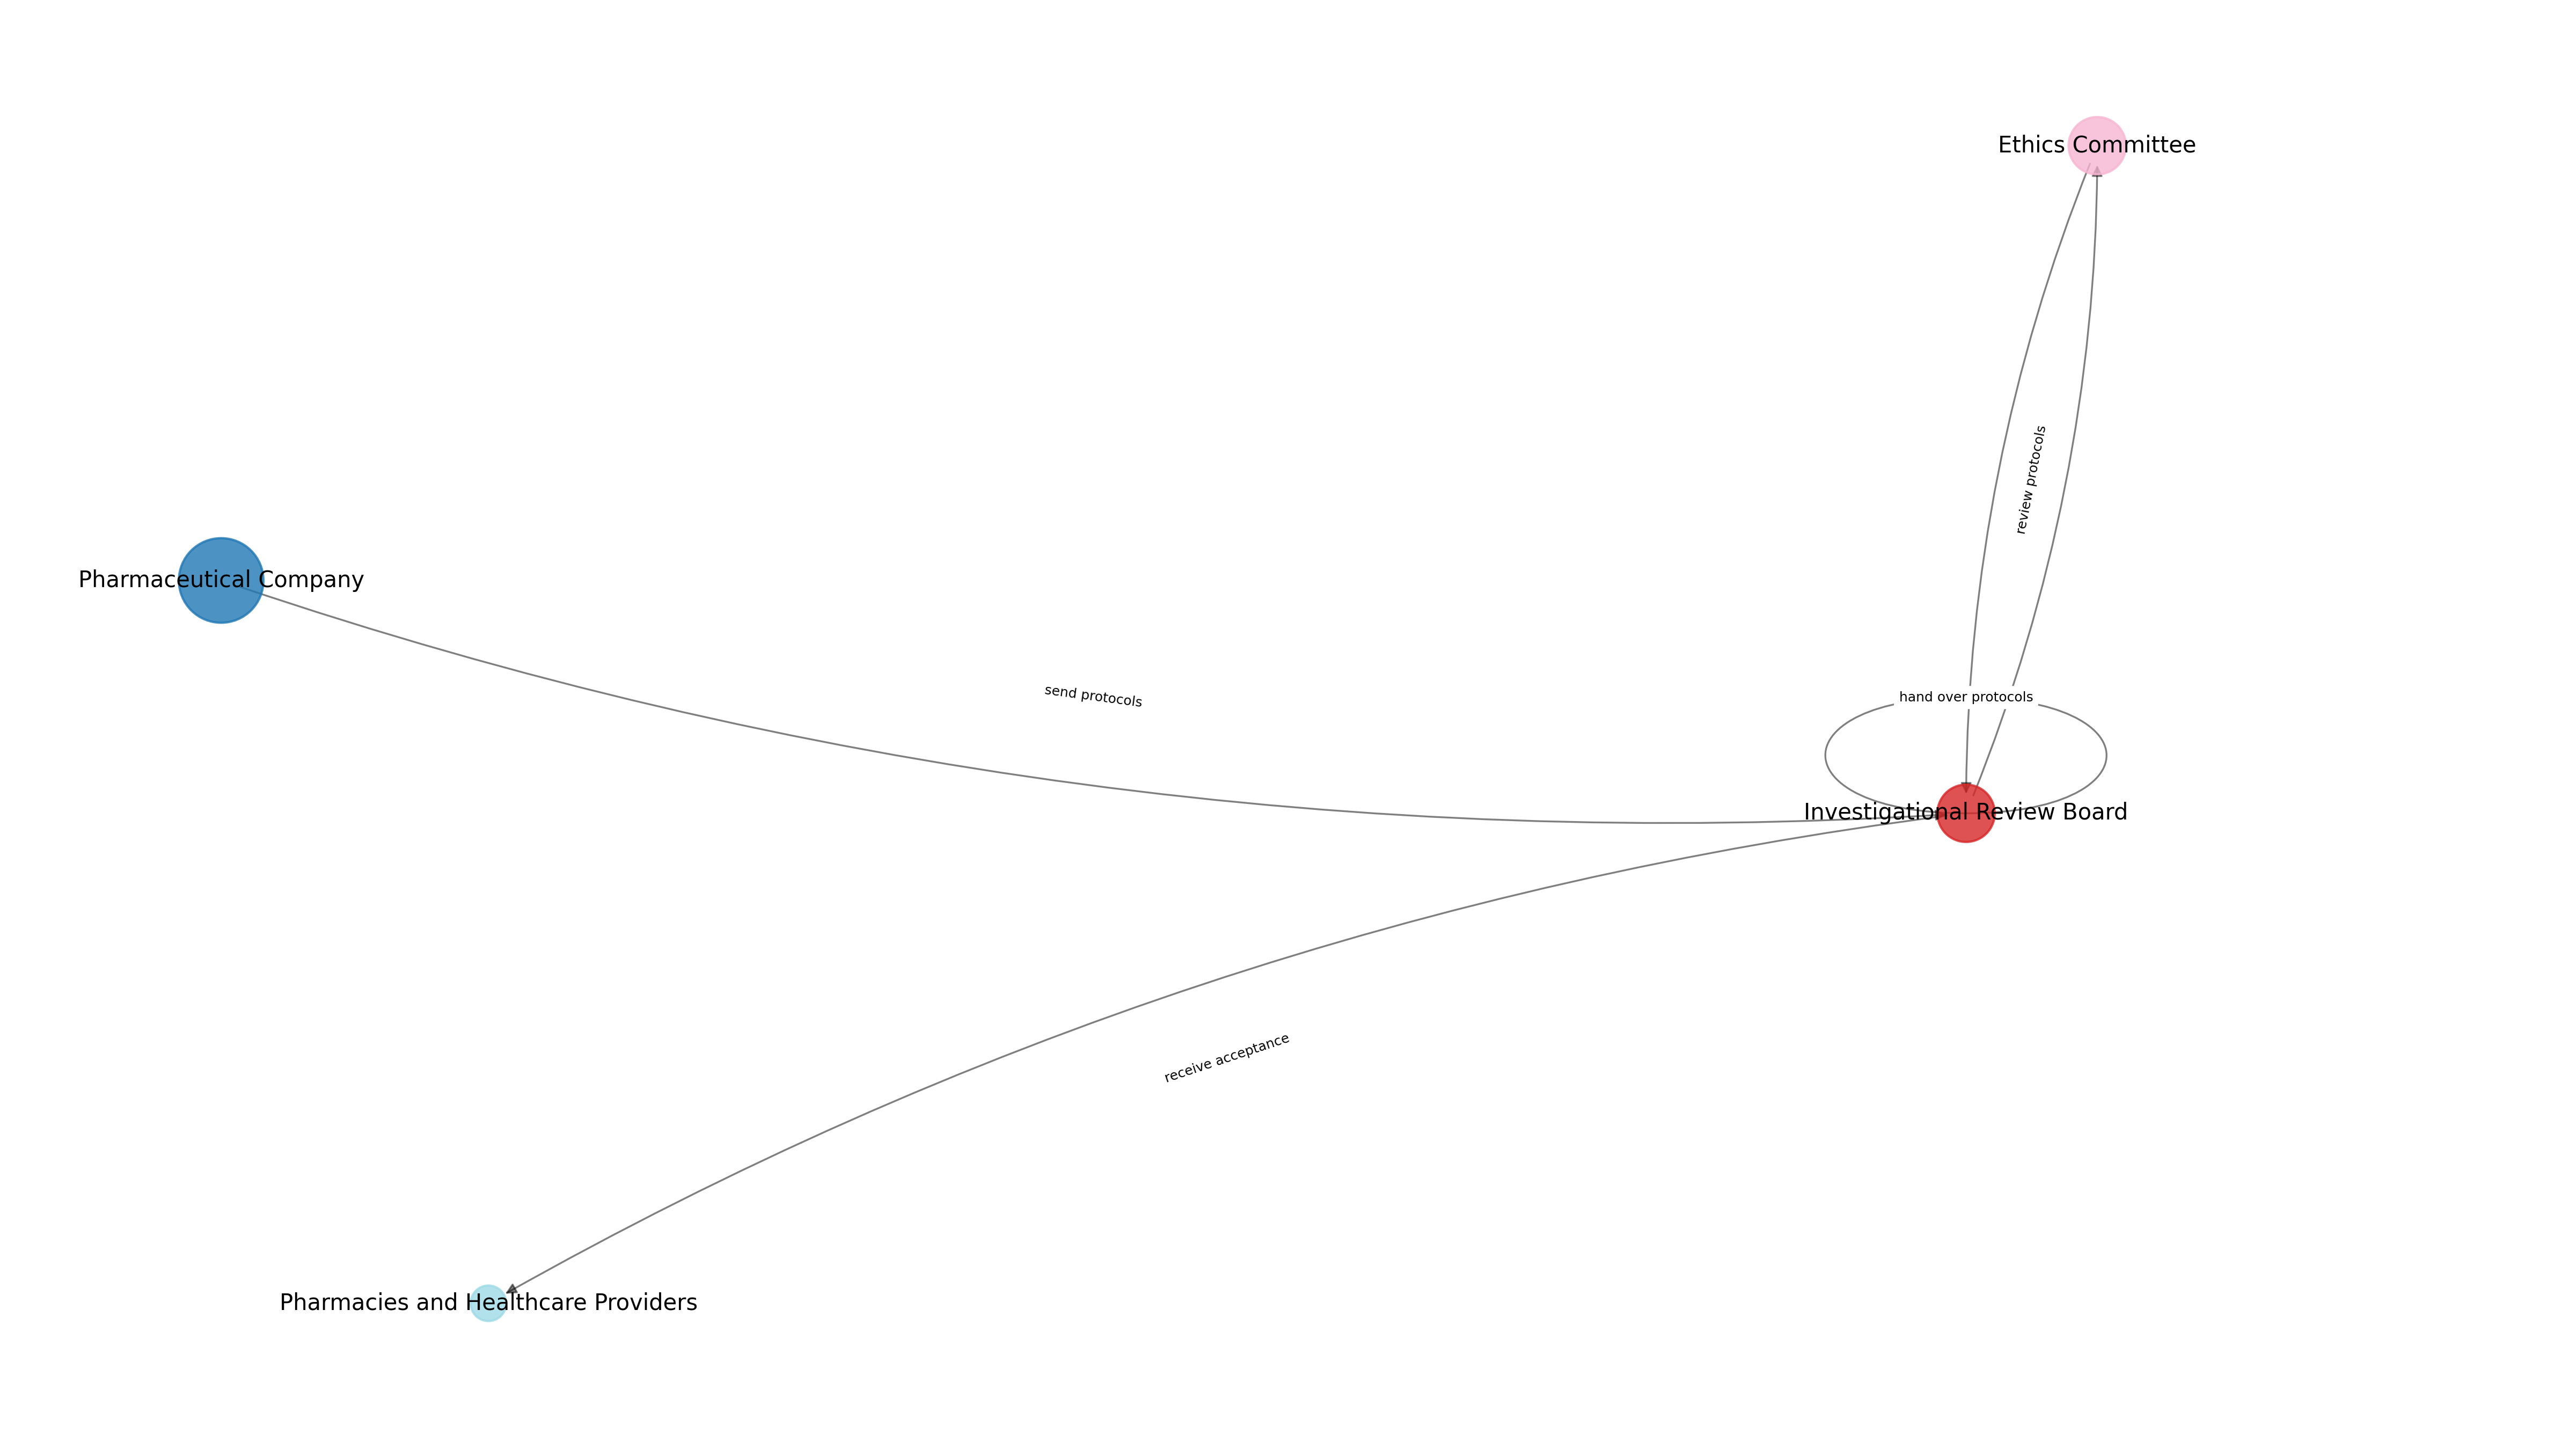 Ethics Committee
review protocols
Pharmaceutical Company
send protocols
hand over protocols
Investigational Review Board
receive acceptance
Pharmacies and Healthcare Providers